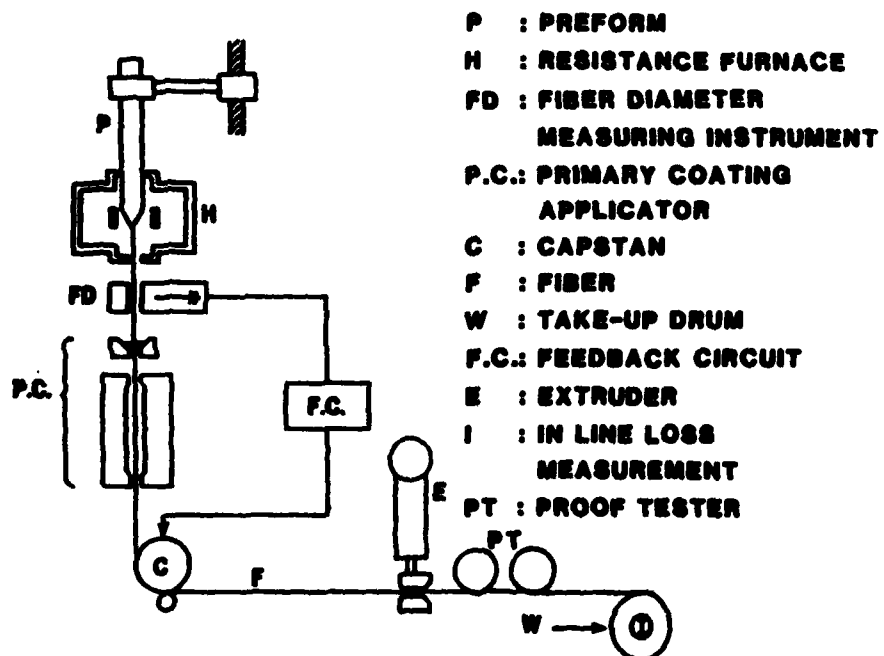 P : PREFORM
H : RESISTANCE FURNACE
FD : FIBER DIAMETER
MEASURING INSTRUMENT
P.C.: PRIMARY COATING
APPLICATOR
C : CAPSTAN
F : FIBER
W : TAKE-UP DRUM
F.C.: FEEDBACK CIRCUIT
E : EXTRUDER
I : IN LINE LOSS
MEASUREMENT
PT : PROOF TESTER
P
H
FD
P.C.
F.C.
E
PT
C
F
W
I